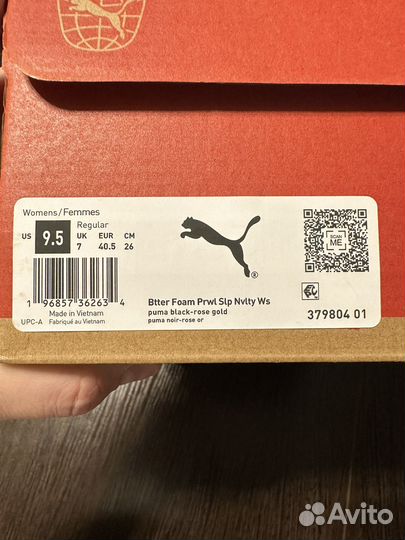 Womens/Femmes
Regular
US 9.5 UK EUR CM
7 40.5 26
1 96857 36263 4
Made in Vietnam
UPC-A Fabriqué au Vietnam
®
Btter Foam Prwl Slp Nvlty Ws
puma black-rose gold
puma noir-rose or
SCAN
ME
379804 01
Avito